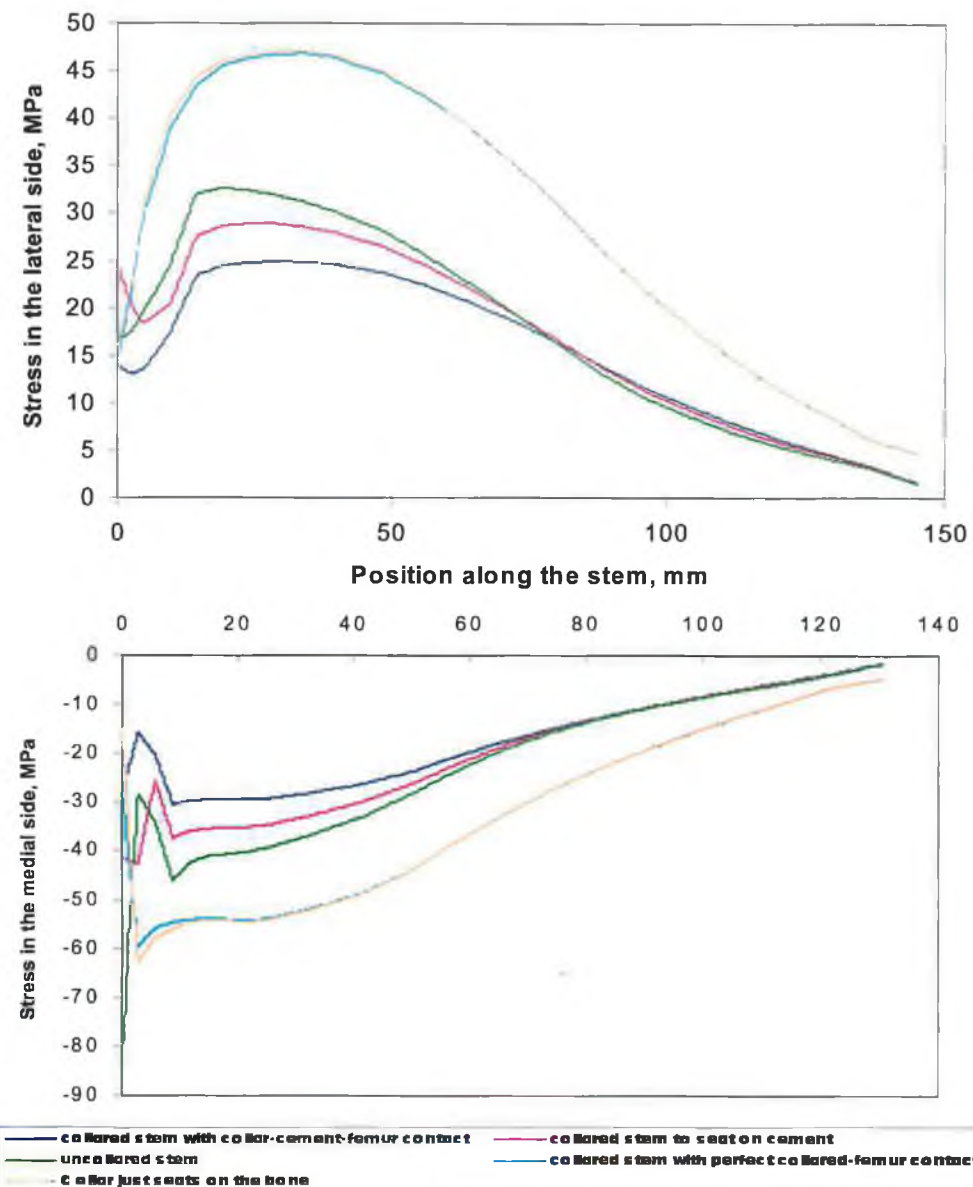 50
45
40
35
30
25
20
15
10
5
0
Stress in the lateral side, MPa
0 50 100 150
Position along the stem, mm
0 20 40 60 80 100 120 140
0
-10
-20
-30
-40
-50
-60
-70
-80
-90
Stress in the medial side, MPa
collared stem with collar-cement-femur contact
collared stem to seat on cement
uncollared stem
collared stem with perfect collared-femur contact
Collar just seats on the bone